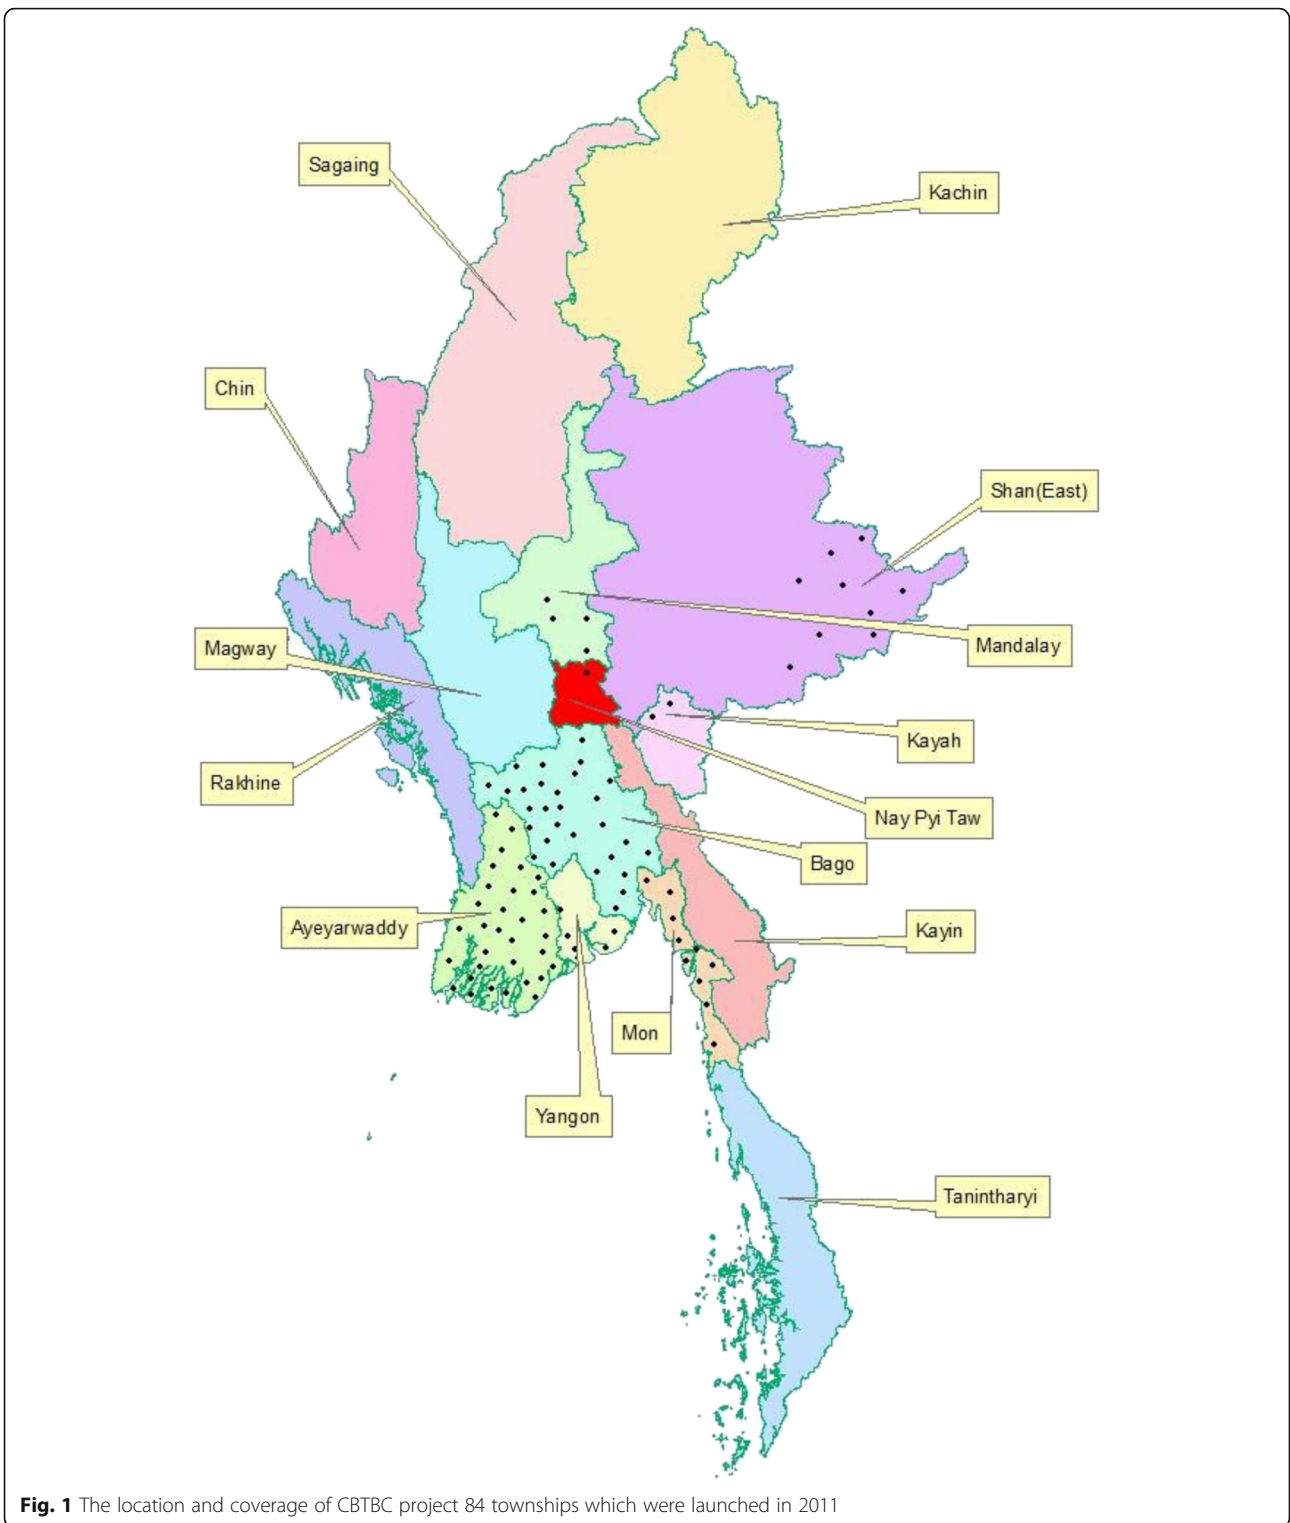 Sagaing
Kachin
Chin
Shan(East)
Magway
Mandalay
Kayah
Rakhine
Nay Pyi Taw
Bago
Ayeyarwaddy
Kayin
Mon
Yangon
Tanintharyi
Fig. 1 The location and coverage of CBTBC project 84 townships which were launched in 2011